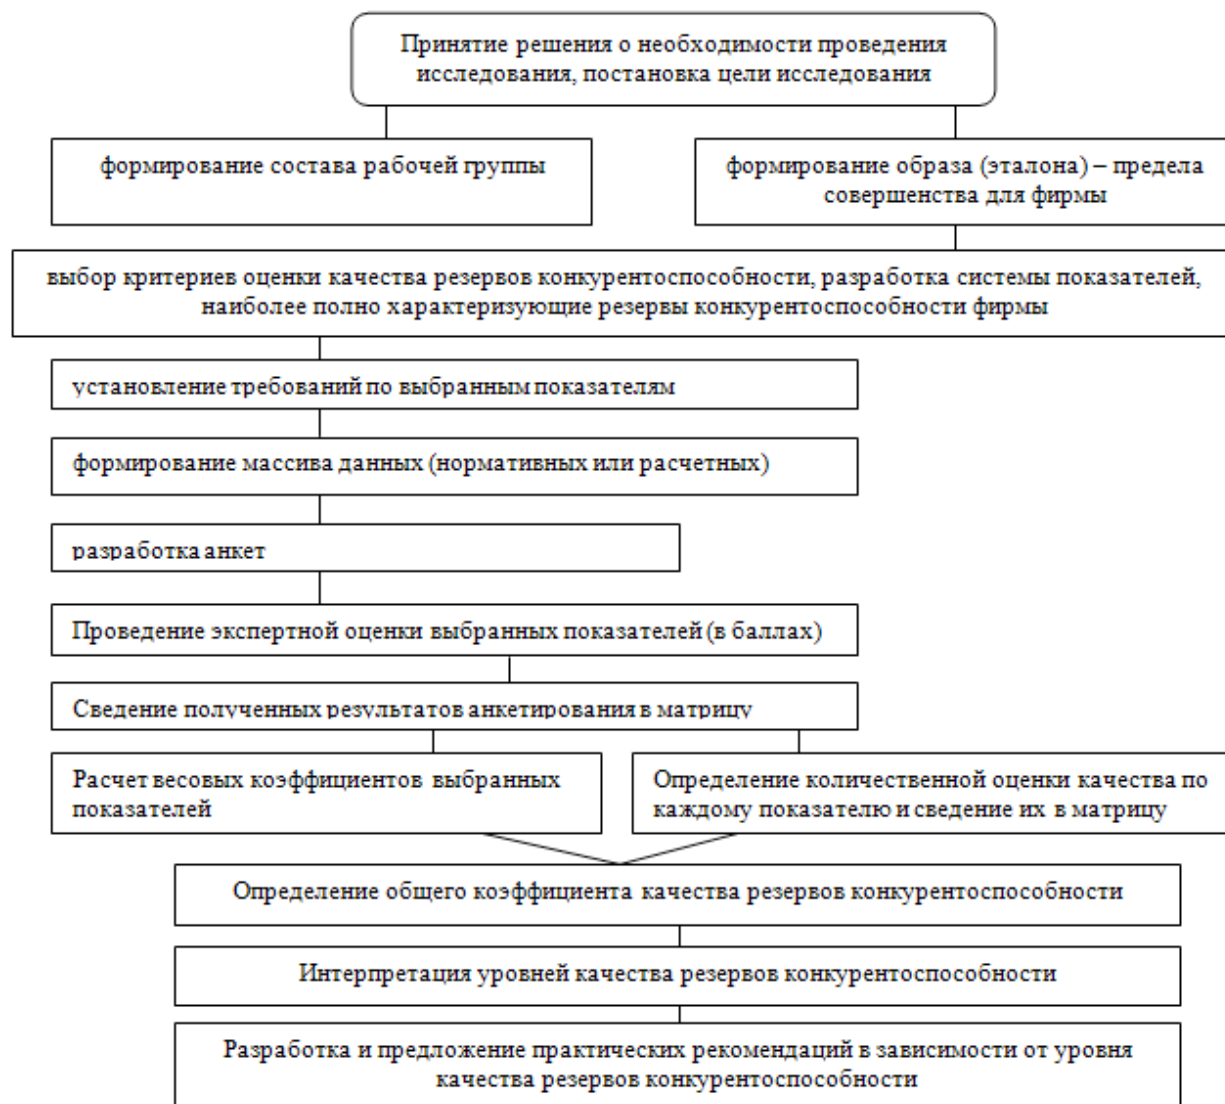 Принятие решения о необходимости проведения
исследования, постановка цели исследования
формирование состава рабочей группы
формирование образа (эталона) – предела
совершенства для фирмы
выбор критериев оценки качества резервов конкурентоспособности, разработка системы показателей,
наиболее полно характеризующие резервы конкурентоспособности фирмы
установление требований по выбранным показателям
формирование массива данных (нормативных или расчетных)
разработка анкет
Проведение экспертной оценки выбранных показателей (в баллах)
Сведение полученных результатов анкетирования в матрицу
Расчет весовых коэффициентов выбранных
показателей
Определение количественной оценки качества по
каждому показателю и сведение их в матрицу
Определение общего коэффициента качества резервов конкурентоспособности
Интерпретация уровней качества резервов конкурентоспособности
Разработка и предложение практических рекомендаций в зависимости от уровня
качества резервов конкурентоспособности